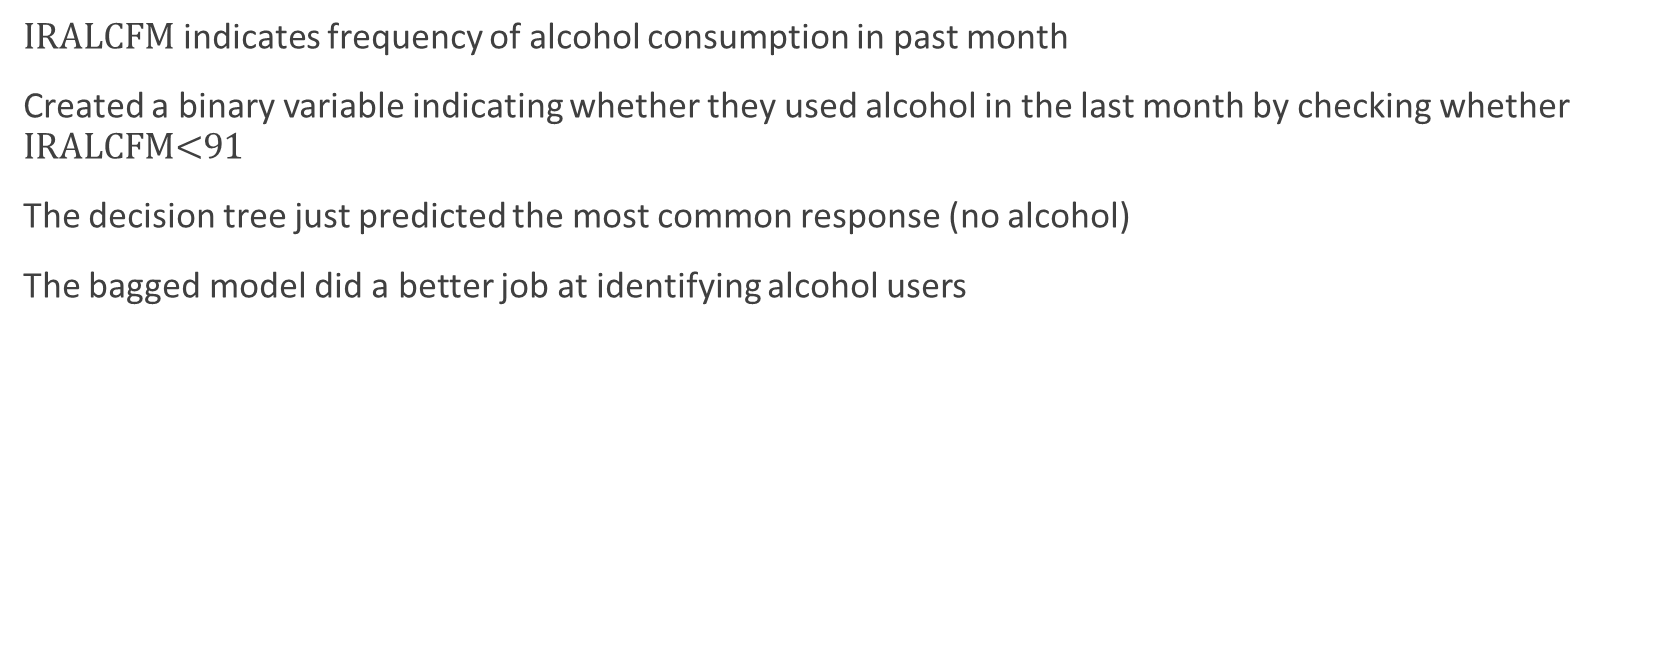 IRALCFM indicates frequency of alcohol consumption in past month
Created a binary variable indicating whether they used alcohol in the last month by checking whether
IRALCFM<91
The decision tree just predicted the most common response (no alcohol)
The bagged model did a better job at identifying alcohol users